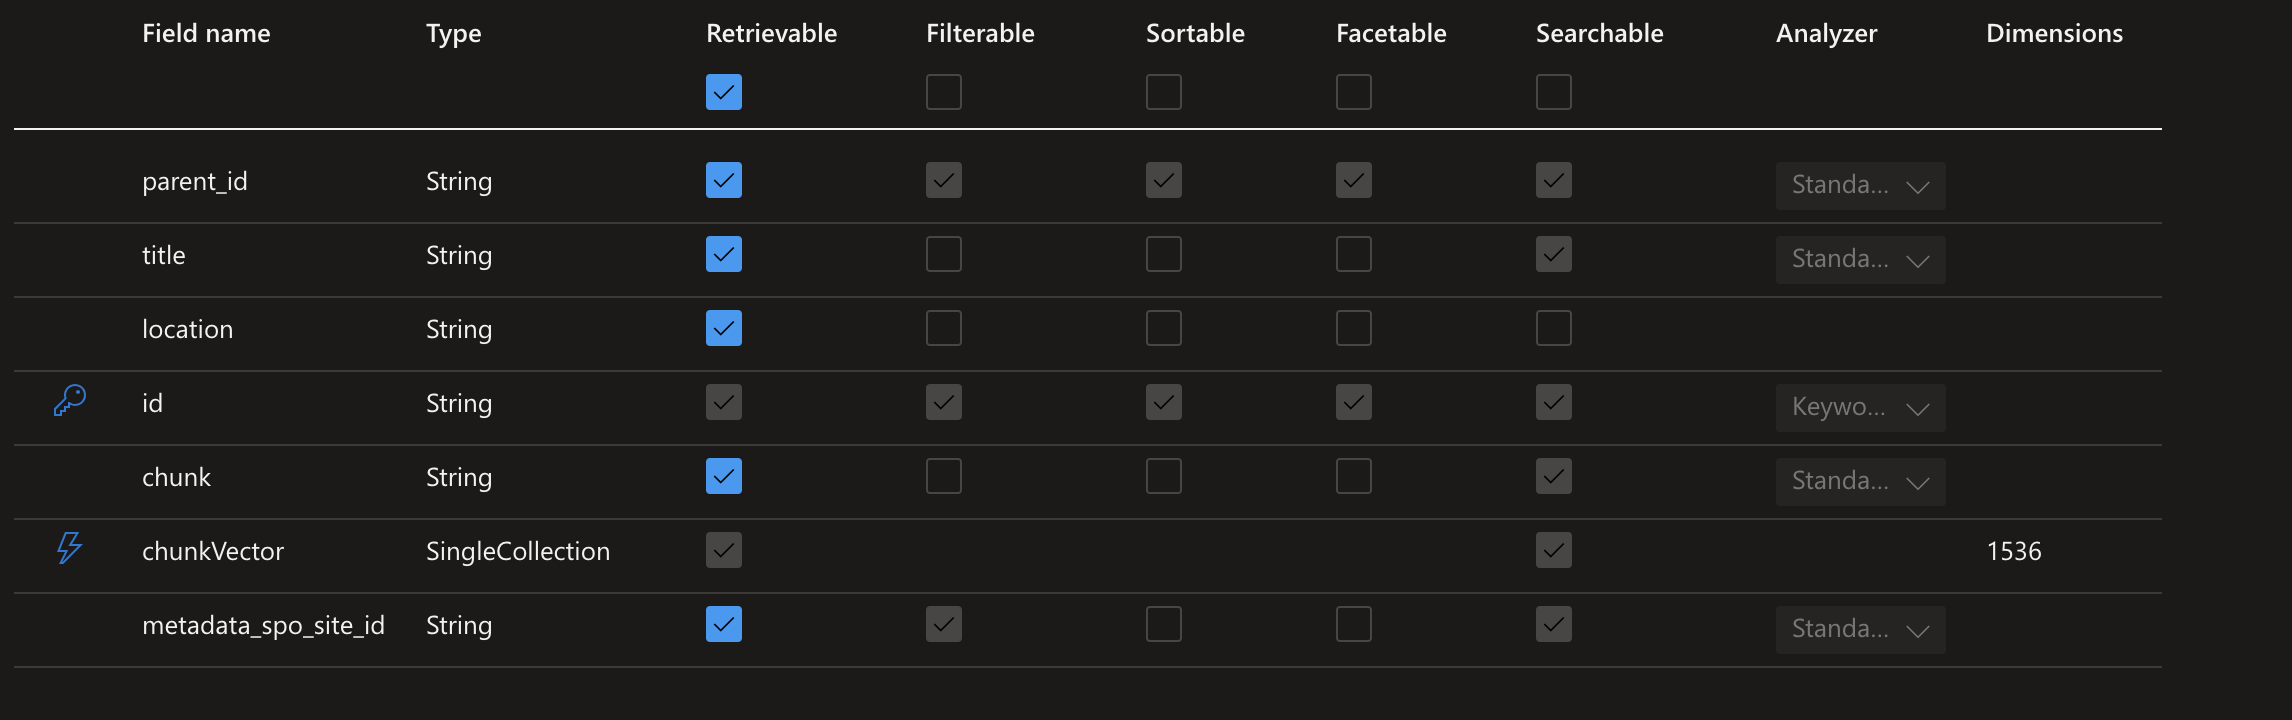 Field name Type Retrievable Filterable Sortable Facetable Searchable Analyzer Dimensions
parent_id String Standa...
title String Standa...
location String
id String Keywo...
chunk String Standa...
chunkVector SingleCollection 1536
metadata_spo_site_id String Standa...